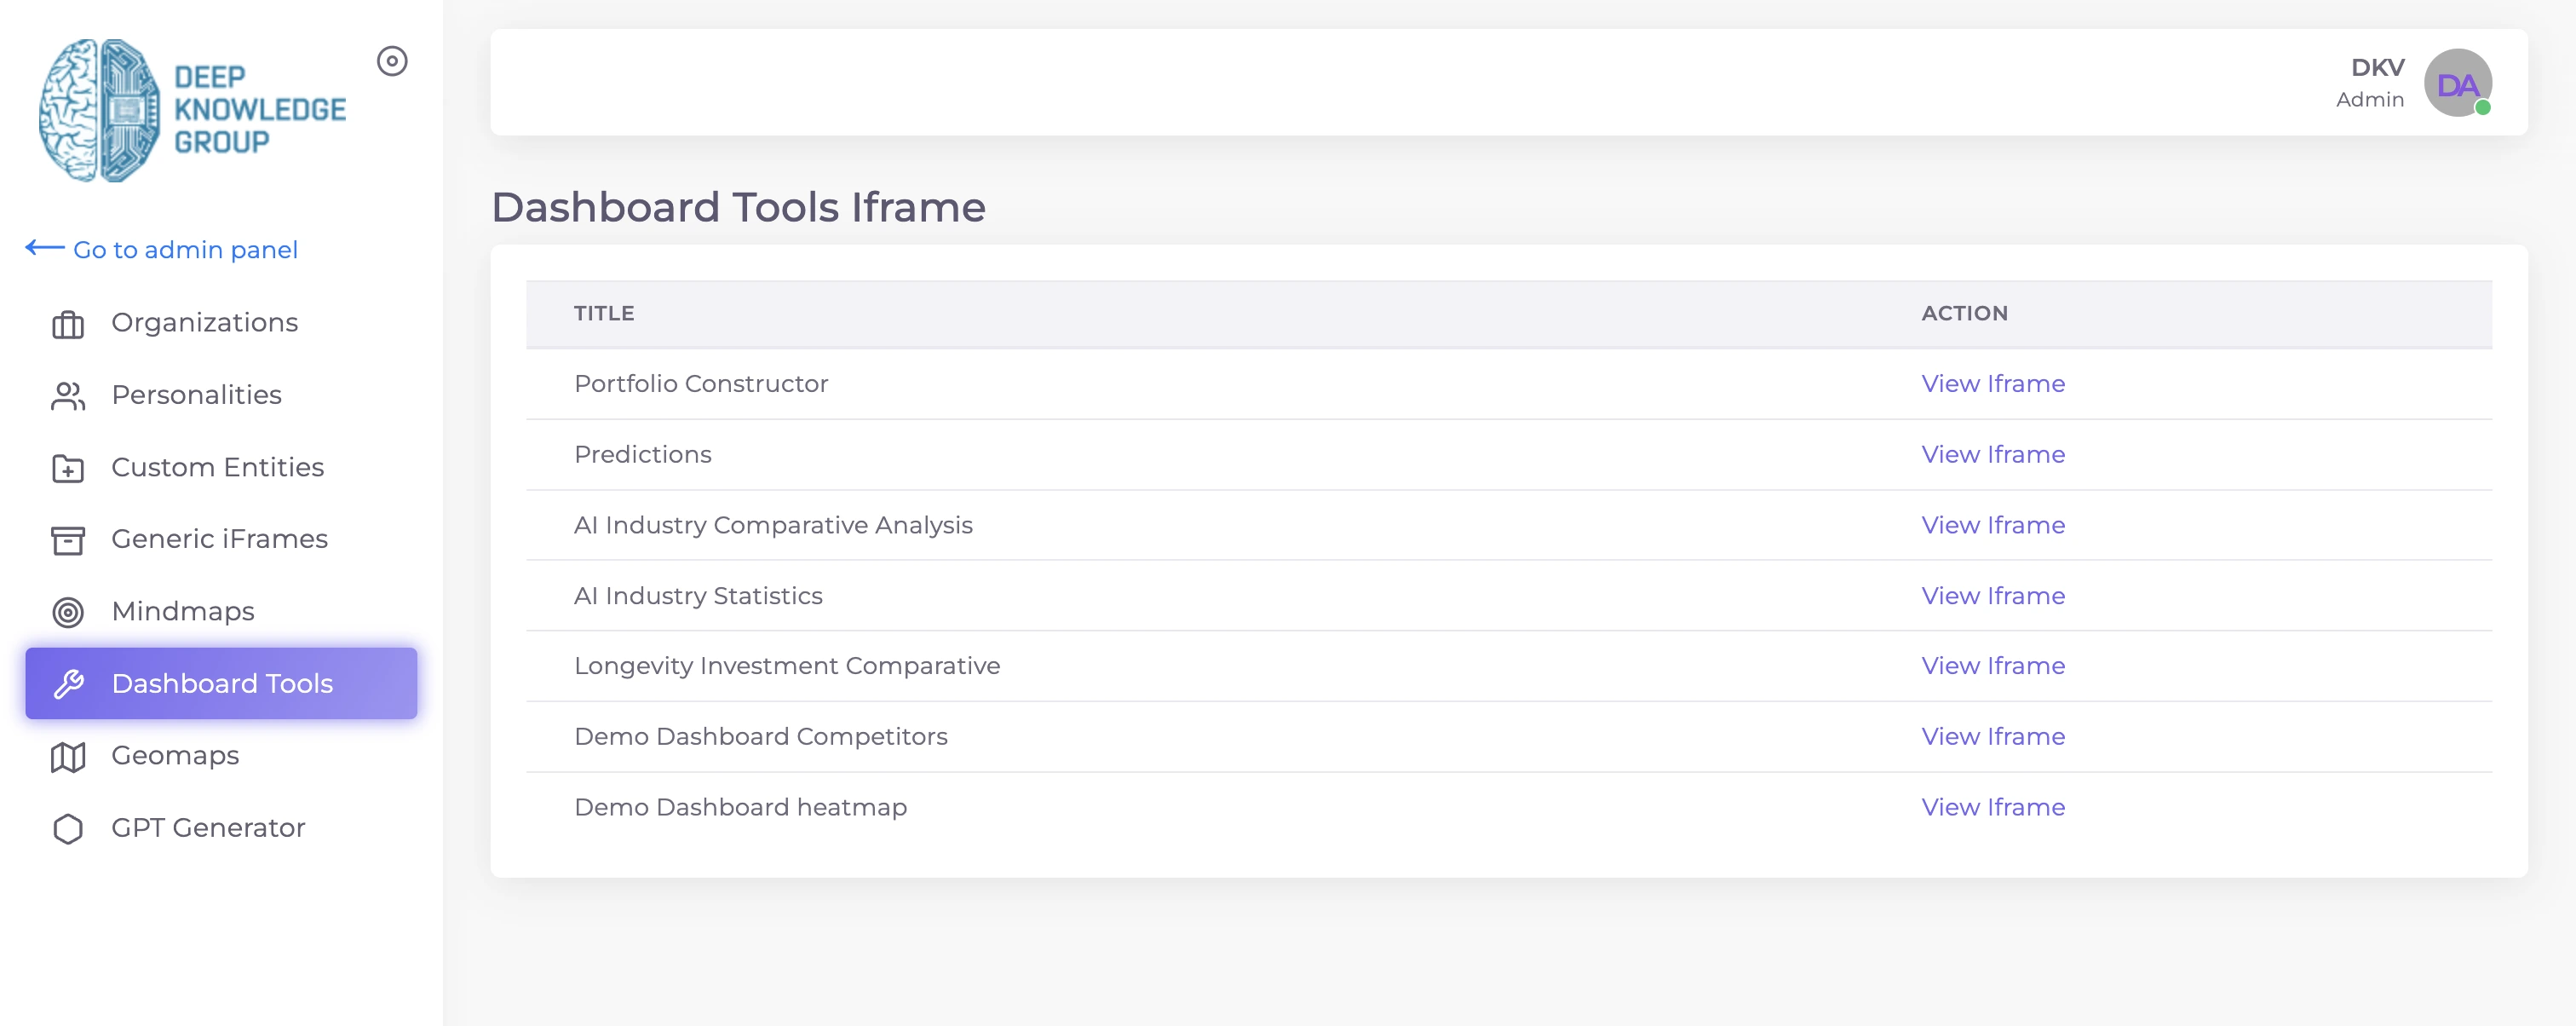 DEEP
KNOWLEDGE
GROUP
Go to admin panel
Organizations
Personalities
Custom Entities
Generic iFrames
Mindmaps
Dashboard Tools
Geomaps
GPT Generator
DKV
Admin
DA
Dashboard Tools Iframe
TITLE ACTION
Portfolio Constructor View Iframe
Predictions View Iframe
AI Industry Comparative Analysis View Iframe
AI Industry Statistics View Iframe
Longevity Investment Comparative View Iframe
Demo Dashboard Competitors View Iframe
Demo Dashboard heatmap View Iframe